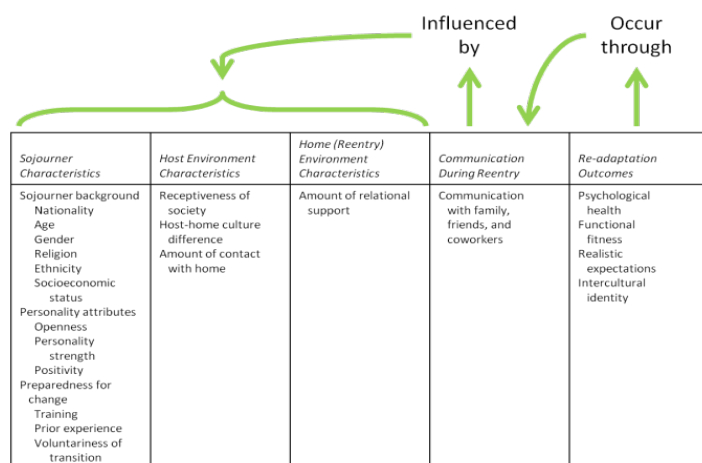 Influenced
by
Occur
through
Sojourner
Characteristics
Host Environment
Characteristics
Home (Reentry)
Environment
Characteristics
Communication
During Reentry
Re-adaptation
Outcomes
Sojourner background
Nationality
Age
Gender
Religion
Ethnicity
Socioeconomic
status
Personality attributes
Openness
Personality
strength
Positivity
Preparedness for
change
Training
Prior experience
Voluntariness of
transition
Receptiveness of
society
Host-home culture
difference
Amount of contact
with home
Amount of relational
support
Communication
with family,
friends, and
coworkers
Psychological
health
Functional
fitness
Realistic
expectations
Intercultural
identity